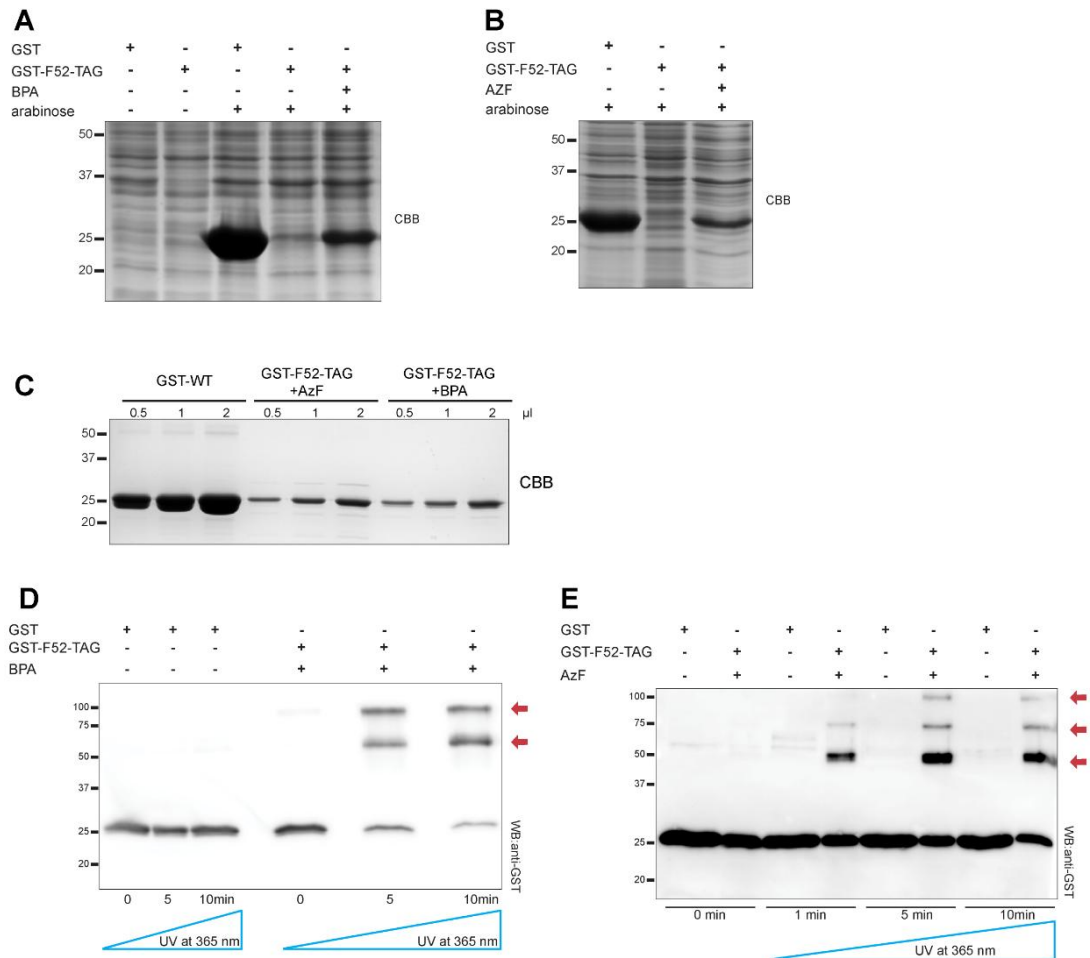 A
GST + - + - -
GST-F52-TAG - + - + +
BPA - - - - +
arabinose - - + + +
50
37
25
20
CBB
B
GST + - -
GST-F52-TAG - + +
AZF - - +
arabinose + + +
50
37
25
20
CBB
C
GST-WT GST-F52-TAG +AzF GST-F52-TAG +BPA
0.5 1 2 0.5 1 2 0.5 1 2 µl
50
37
25
20
CBB
D
GST + + + - - -
GST-F52-TAG - - - + + +
BPA - - - + + +
100
75
50
37
25
20
WB:anti-GST
0 5 10min 0 5 10min
UV at 365 nm UV at 365 nm
E
GST + - + - + - + -
GST-F52-TAG - + - + - + - +
AzF - + - + - + - +
100
75
50
37
25
20
WB:anti-GST
0 min 1 min 5 min 10min
UV at 365 nm